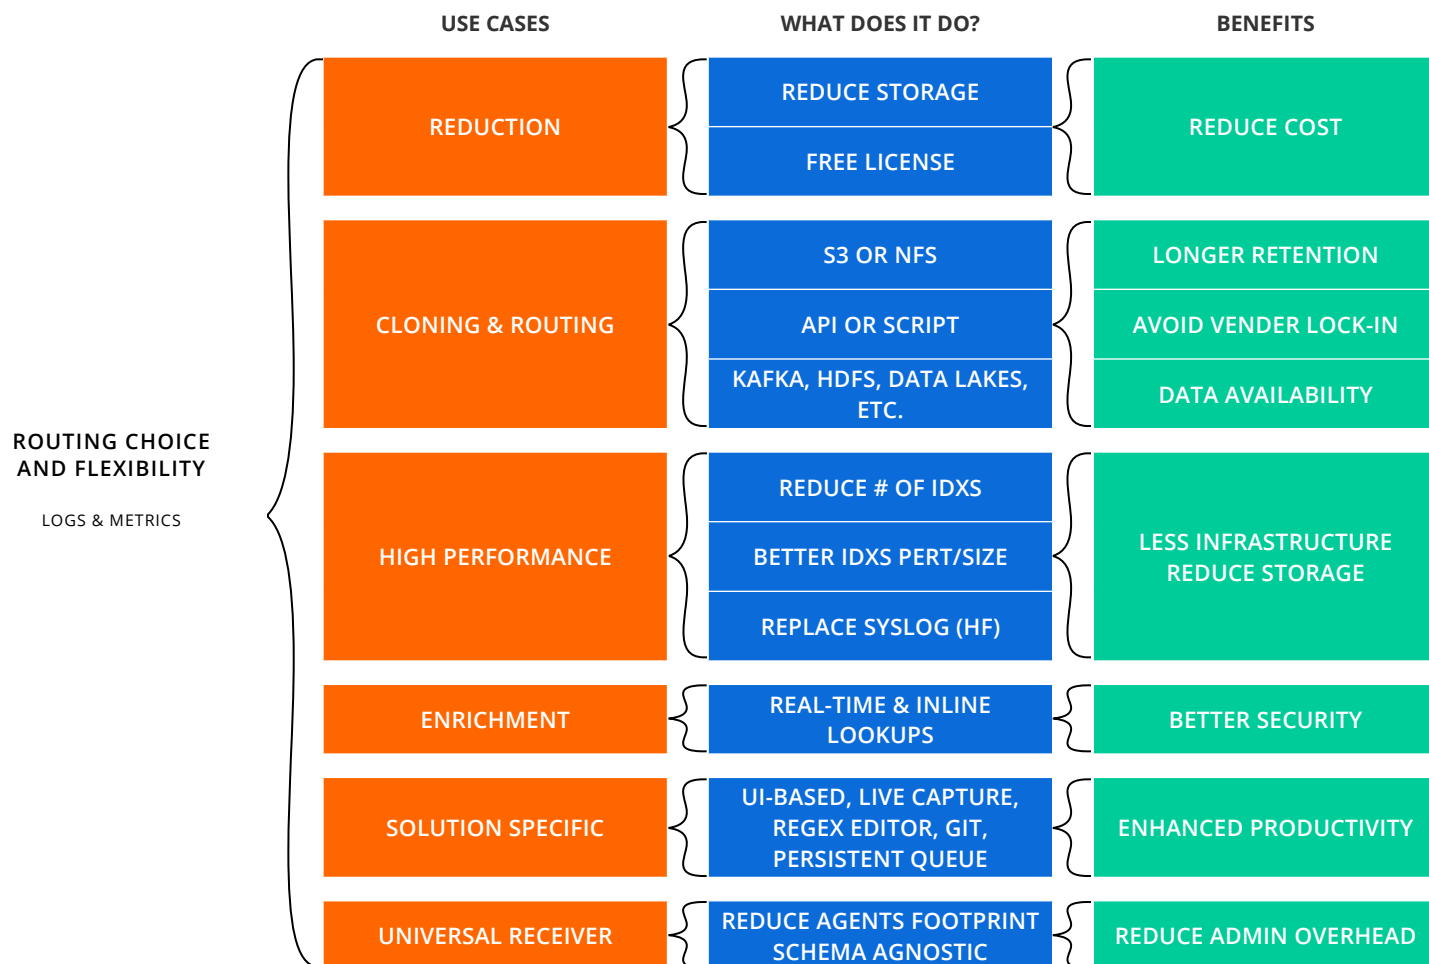 USE CASES
WHAT DOES IT DO?
BENEFITS
ROUTING CHOICE
AND FLEXIBILITY
LOGS & METRICS
REDUCTION
REDUCE STORAGE
FREE LICENSE
REDUCE COST
CLONING & ROUTING
S3 OR NFS
API OR SCRIPT
KAFKA, HDFS, DATA LAKES,
ETC.
LONGER RETENTION
AVOID VENDER LOCK-IN
DATA AVAILABILITY
HIGH PERFORMANCE
REDUCE # OF IDXS
BETTER IDXS PERT/SIZE
REPLACE SYSLOG (HF)
LESS INFRASTRUCTURE
REDUCE STORAGE
ENRICHMENT
REAL-TIME & INLINE
LOOKUPS
BETTER SECURITY
SOLUTION SPECIFIC
UI-BASED, LIVE CAPTURE,
REGEX EDITOR, GIT,
PERSISTENT QUEUE
ENHANCED PRODUCTIVITY
UNIVERSAL RECEIVER
REDUCE AGENTS FOOTPRINT
SCHEMA AGNOSTIC
REDUCE ADMIN OVERHEAD